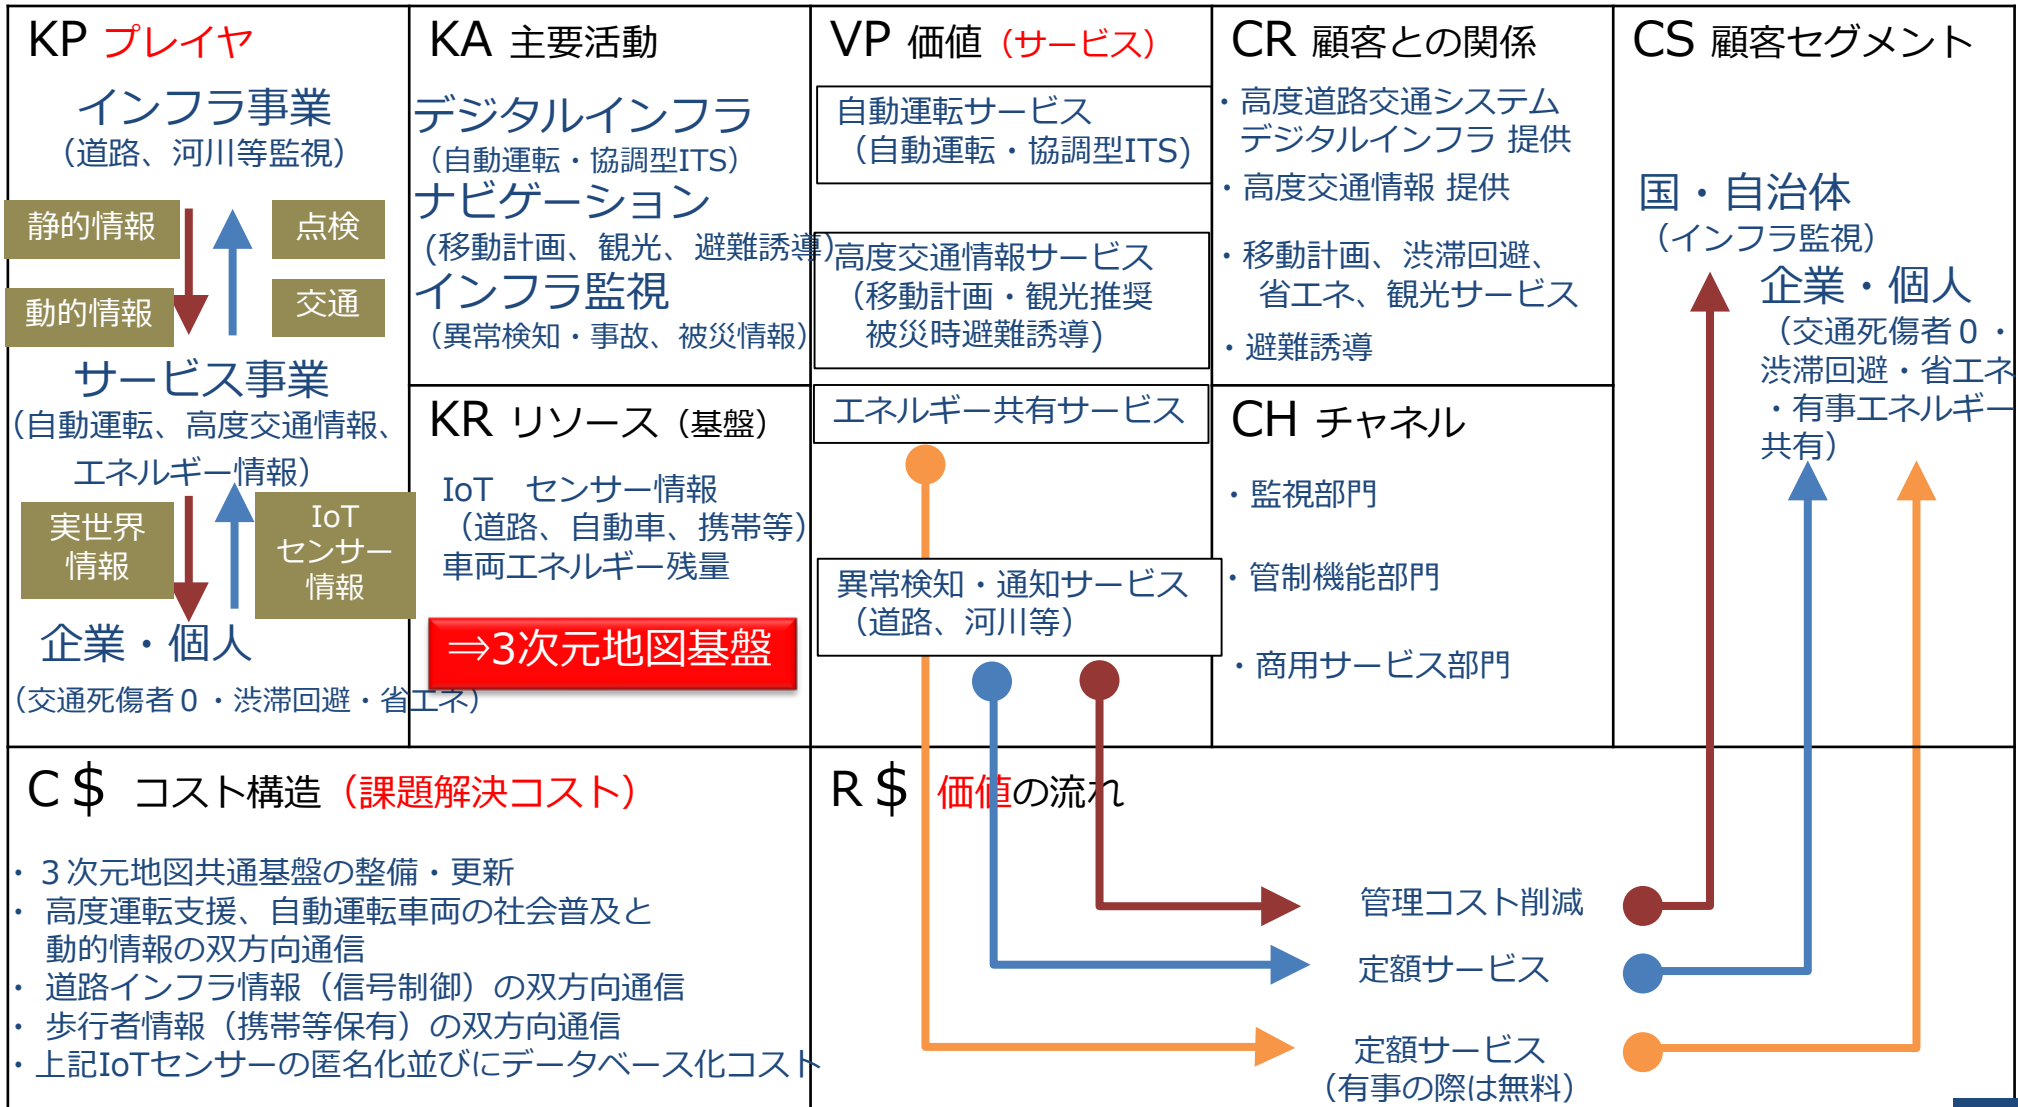 KP プレイヤ
インフラ事業
（道路、河川等監視）
静的情報
点検
動的情報
交通
サービス事業
（自動運転、高度交通情報、
エネルギー情報）
実世界
情報
IoT
センサー
情報
企業・個人
（交通死傷者０・渋滞回避・省エネ）
KA 主要活動
デジタルインフラ
（自動運転・協調型ITS）
ナビゲーション
(移動計画、観光、避難誘導）
インフラ監視
（異常検知・事故、被災情報）
KR リソース（基盤）
IoT　センサー情報
（道路、自動車、携帯等）
車両エネルギー残量
⇒3次元地図基盤
VP 価値（サービス）
自動運転サービス
（自動運転・協調型ITS)
高度交通情報サービス
（移動計画・観光推奨
被災時避難誘導)
エネルギー共有サービス
異常検知・通知サービス
（道路、河川等）
CR 顧客との関係
・高度道路交通システム
デジタルインフラ 提供
・高度交通情報 提供
・移動計画、渋滞回避、
省エネ、観光サービス
・避難誘導
CH チャネル
・監視部門
・管制機能部門
・商用サービス部門
CS 顧客セグメント
国・自治体
（インフラ監視）
企業・個人
（交通死傷者０・
渋滞回避・省エネ
・有事エネルギー
共有）
C＄ コスト構造（課題解決コスト）
・３次元地図共通基盤の整備・更新
・ 高度運転支援、自動運転車両の社会普及と
動的情報の双方向通信
・ 道路インフラ情報（信号制御）の双方向通信
・ 歩行者情報（携帯等保有）の双方向通信
・上記IoTセンサーの匿名化並びにデータベース化コスト
R＄ 価値の流れ
管理コスト削減
定額サービス
定額サービス
（有事の際は無料）